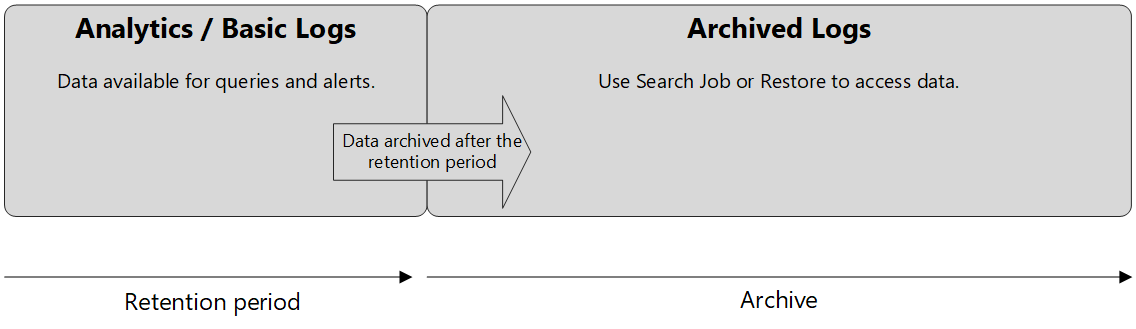 Analytics / Basic Logs
Data available for queries and alerts.
Archived Logs
Use Search Job or Restore to access data.
Data archived after the
retention period
Retention period
Archive